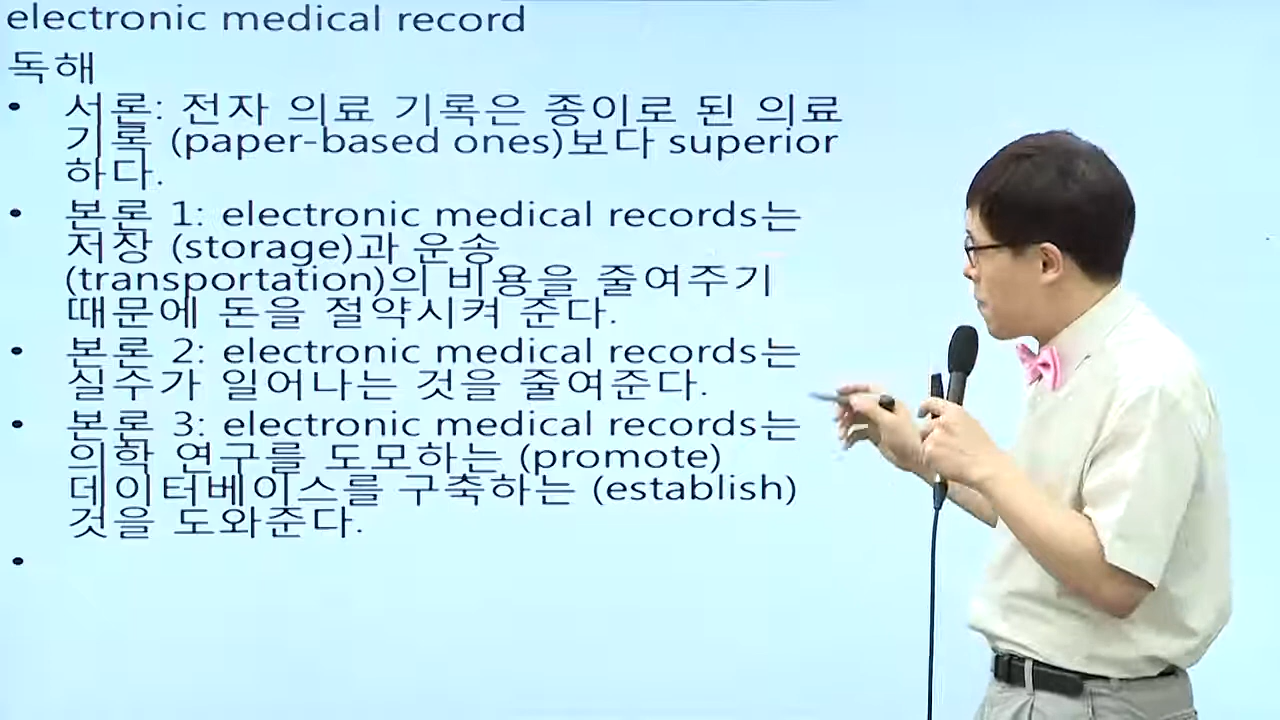 electronic medical record
독해
• 서론: 전자 의료 기록은 종이로 된 의료
기록 (paper-based ones)보다 superior
하다.
• 본론 1: electronic medical records는
저장 (storage)과 운송
(transportation)의 비용을 줄여주기
때문에 돈을 절약시켜 준다.
• 본론 2: electronic medical records는
실수가 일어나는 것을 줄여준다.
• 본론 3: electronic medical records는
의학 연구를 도모하는 (promote)
데이터베이스를 구축하는 (establish)
것을 도와준다.
•